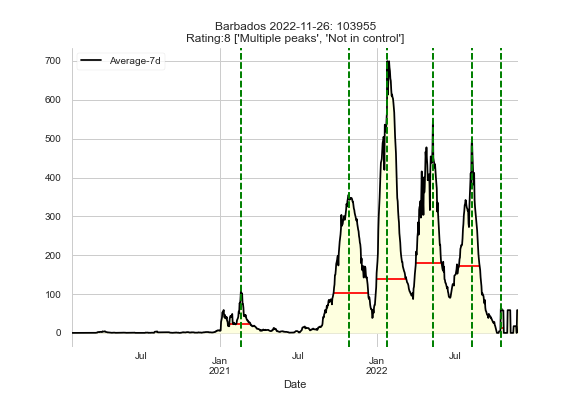 Barbados 2022-11-26: 103955
Rating:8 ['Multiple peaks', 'Not in control']
Average-7d
700
600
500
400
300
200
100
0
Jul
Jan
2021
Jul
Jan
2022
Jul
Date